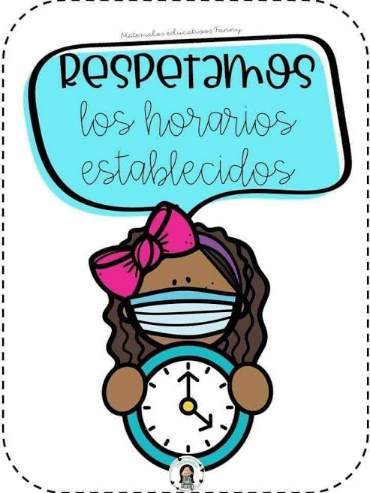 Materiales educativos Fanny
Respetamos
los horarios
establecidos